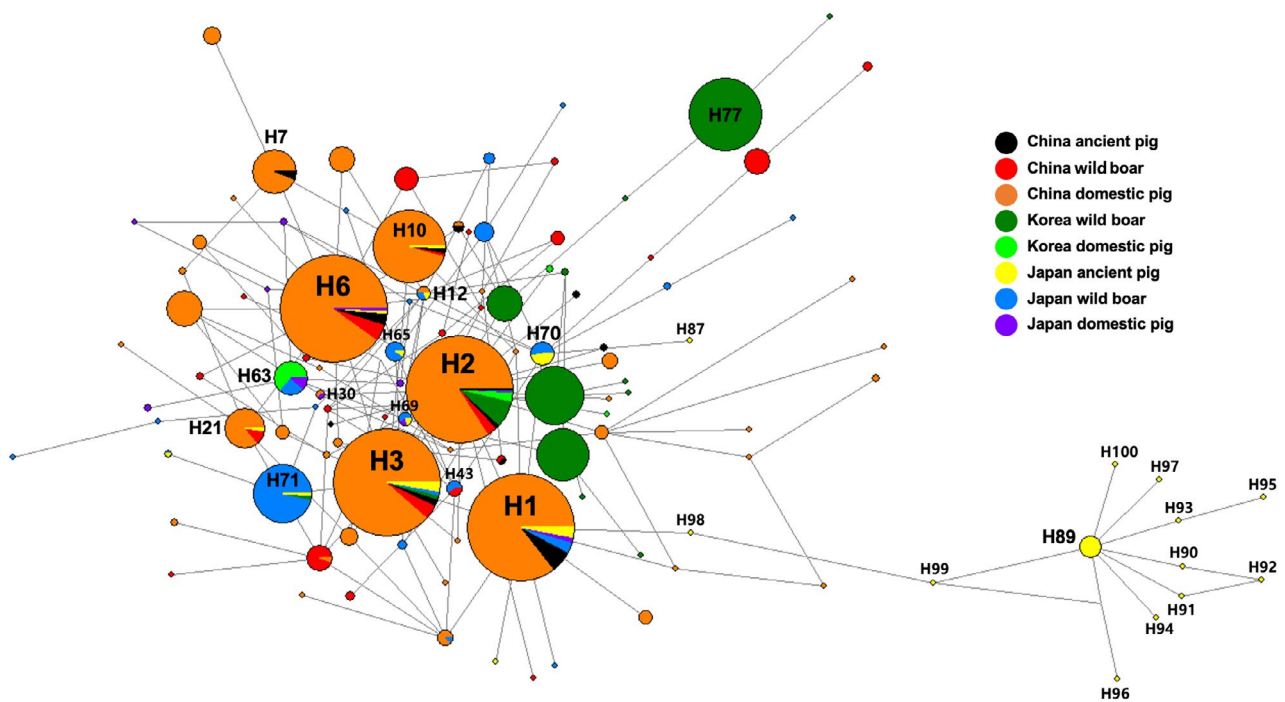 H77
H7
China ancient pig
China wild boar
China domestic pig
Korea wild boar
Korea domestic pig
Japan ancient pig
Japan wild boar
Japan domestic pig
H10
H6
H12
H65
H70
H87
H2
H63
H30
H69
H21
H3
H71
H43
H1
H98
H99
H100
H97
H95
H93
H89
H90
H92
H91
H94
H96